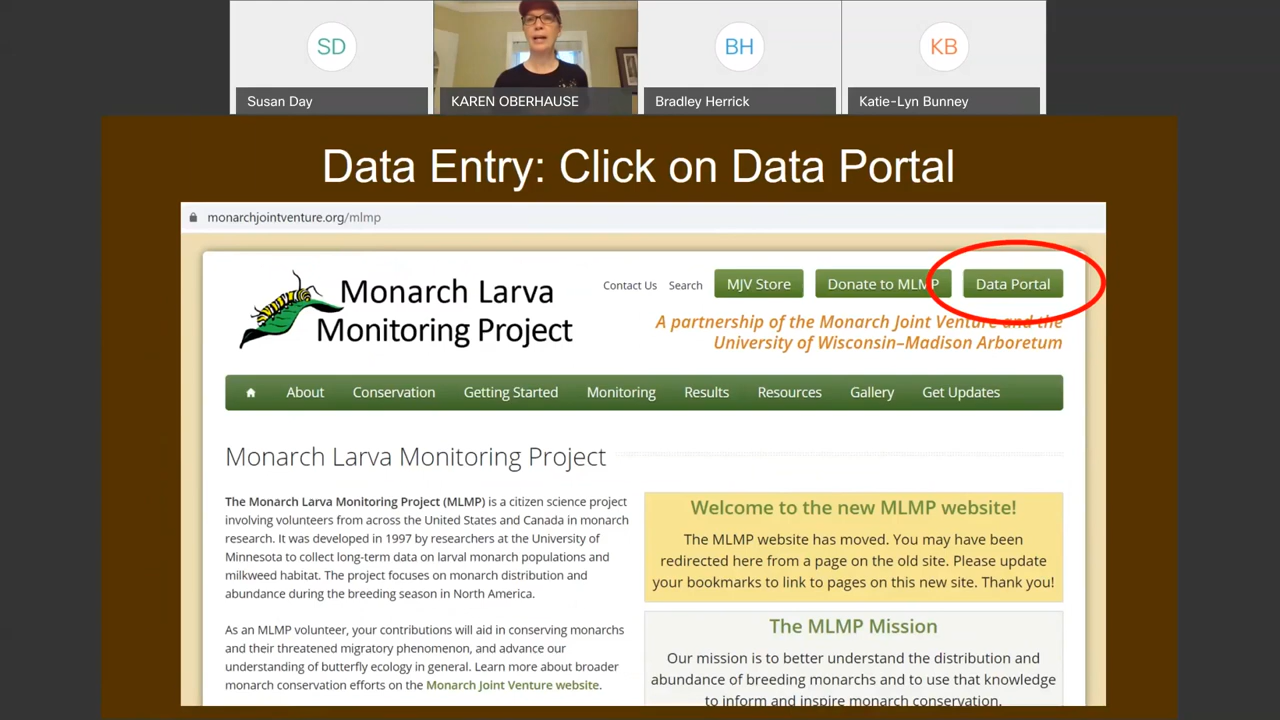 SD
BH
KB
Susan Day
KAREN OBERHAUSE
Bradley Herrick
Katie-Lyn Bunney
Data Entry: Click on Data Portal
monarchjointventure.org/mlmp
Monarch Larva
Monitoring Project
Contact Us
Search
MJV Store
Donate to MLMP
Data Portal
A partnership of the Monarch Joint Venture and the
University of Wisconsin–Madison Arboretum
About
Conservation
Getting Started
Monitoring
Results
Resources
Gallery
Get Updates
Monarch Larva Monitoring Project
The Monarch Larva Monitoring Project (MLMP) is a citizen science project
involving volunteers from across the United States and Canada in monarch
research. It was developed in 1997 by researchers at the University of
Minnesota to collect long-term data on larval monarch populations and
milkweed habitat. The project focuses on monarch distribution and
abundance during the breeding season in North America.
As an MLMP volunteer, your contributions will aid in conserving monarchs
and their threatened migratory phenomenon, and advance our
understanding of butterfly ecology in general. Learn more about broader
monarch conservation efforts on the Monarch Joint Venture website.
Welcome to the new MLMP website!
The MLMP website has moved. You may have been
redirected here from a page on the old site. Please update
your bookmarks to link to pages on this new site. Thank you!
The MLMP Mission
Our mission is to better understand the distribution and
abundance of breeding monarchs and to use that knowledge
to inform and inspire monarch conservation.